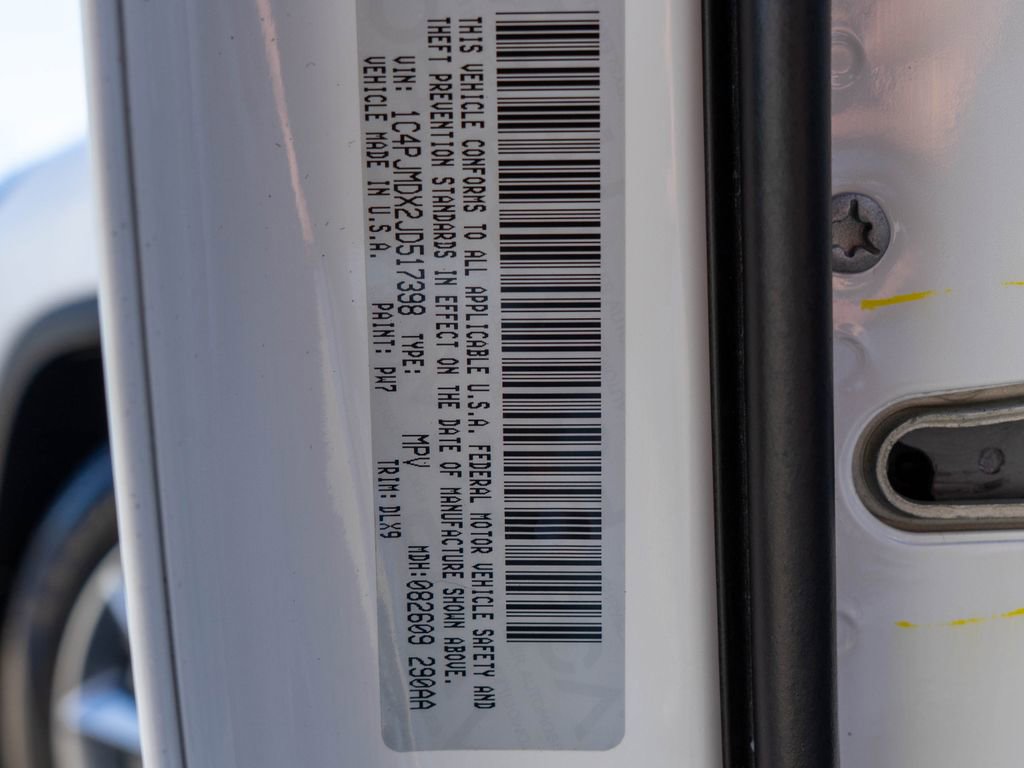 THIS VEHICLE CONFORMS TO ALL APPLICABLE U.S.A. FEDERAL MOTOR VEHICLE SAFETY AND
THEFT PREVENTION STANDARDS IN EFFECT ON THE DATE OF MANUFACTURE SHOWN ABOVE.
VIN: 1C4PJMDX2JD517398 TYPE: MPV MDH:082609 290AA
VEHICLE MADE IN U.S.A. PAINT: PW7 TRIM: DLX9